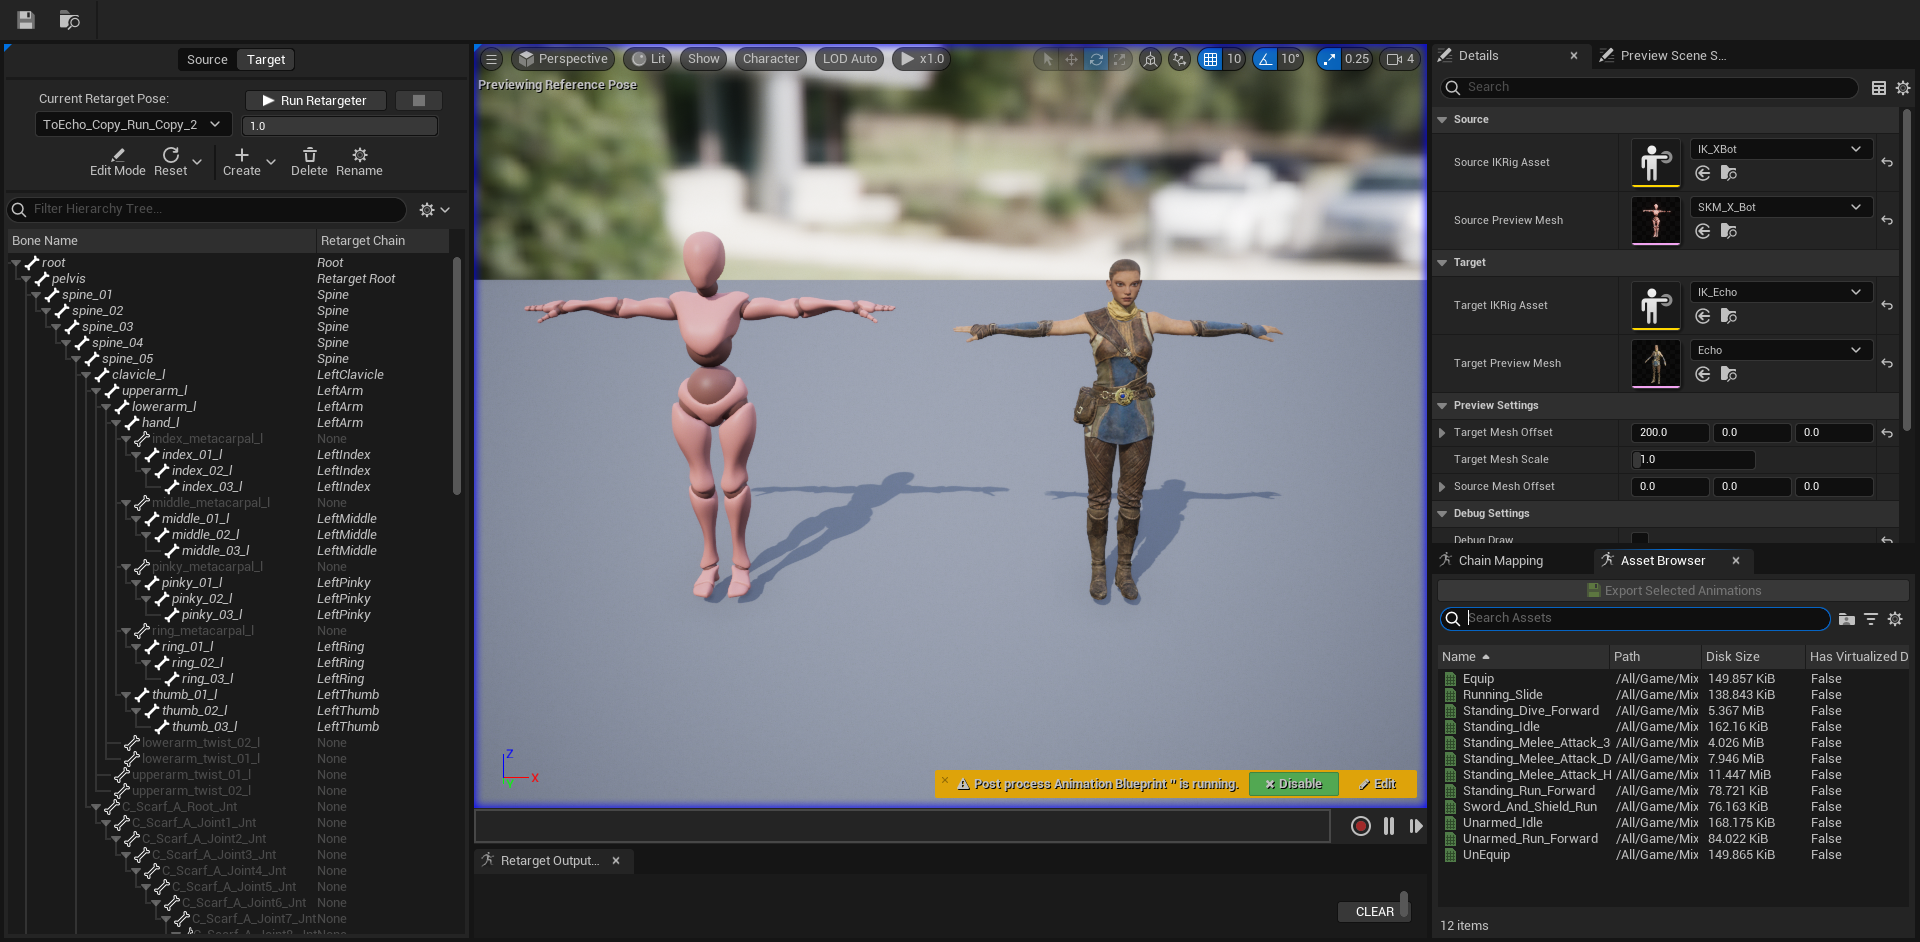 Source Target
Current Retarget Pose:
Run Retargeter
ToEcho_Copy_Run_Copy_2
1.0
Edit Mode Reset Create Delete Rename
Filter Hierarchy Tree...
Bone Name Retarget Chain
root Root
pelvis Retarget Root
spine_01 Spine
spine_02 Spine
spine_03 Spine
spine_04 Spine
spine_05 Spine
clavicle_l LeftClavicle
upperarm_l LeftArm
lowerarm_l LeftArm
hand_l LeftArm
index_metacarpal_l None
index_01_l LeftIndex
index_02_l LeftIndex
index_03_l LeftIndex
middle_metacarpal_l None
middle_01_l LeftMiddle
middle_02_l LeftMiddle
middle_03_l LeftMiddle
pinky_metacarpal_l None
pinky_01_l LeftPinky
pinky_02_l LeftPinky
pinky_03_l LeftPinky
ring_metacarpal_l None
ring_01_l LeftRing
ring_02_l LeftRing
ring_03_l LeftRing
thumb_01_l LeftThumb
thumb_02_l LeftThumb
thumb_03_l LeftThumb
lowerarm_twist_02_l None
lowerarm_twist_01_l None
upperarm_twist_01_l None
upperarm_twist_02_l None
C_Scarf_A_Root_Jnt None
C_Scarf_A_Joint1_Jnt None
C_Scarf_A_Joint2_Jnt None
C_Scarf_A_Joint3_Jnt None
C_Scarf_A_Joint4_Jnt None
C_Scarf_A_Joint5_Jnt None
C_Scarf_A_Joint6_Jnt None
C_Scarf_A_Joint7_Jnt None
Perspective Lit Show Character LOD Auto x1.0 10 10° 0.25 4
Previewing Reference Pose
Z
X
Y
Post process Animation Blueprint '' is running. Disable Edit
Retarget Output...
CLEAR
Details Preview Scene S...
Search
Source
Source IKRig Asset IK_XBot
Source Preview Mesh SKM_X_Bot
Target
Target IKRig Asset IK_Echo
Target Preview Mesh Echo
Preview Settings
Target Mesh Offset 200.0 0.0 0.0
Target Mesh Scale 1.0
Source Mesh Offset 0.0 0.0 0.0
Debug Settings
Debug Draw
Chain Mapping Asset Browser
Export Selected Animations
Search Assets
Name Path Disk Size Has Virtualized D
Equip /All/Game/Mix 149.857 KiB False
Running_Slide /All/Game/Mix 138.843 KiB False
Standing_Dive_Forward /All/Game/Mix 5.367 MiB False
Standing_Idle /All/Game/Mix 162.16 KiB False
Standing_Melee_Attack_3 /All/Game/Mix 4.026 MiB False
Standing_Melee_Attack_D /All/Game/Mix 7.946 MiB False
Standing_Melee_Attack_H /All/Game/Mix 11.447 MiB False
Standing_Run_Forward /All/Game/Mix 78.721 KiB False
Sword_And_Shield_Run /All/Game/Mix 76.163 KiB False
Unarmed_Idle /All/Game/Mix 168.175 KiB False
Unarmed_Run_Forward /All/Game/Mix 84.022 KiB False
UnEquip /All/Game/Mix 149.865 KiB False
12 items